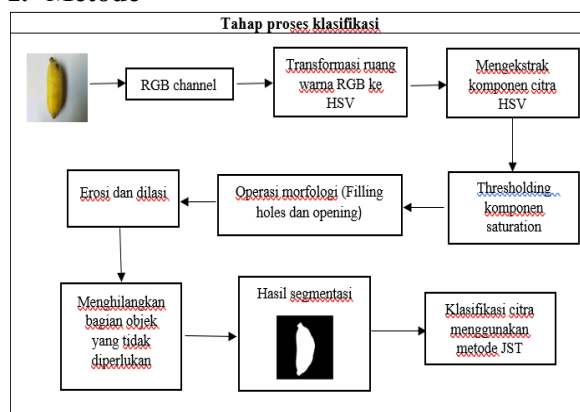 Tahap proses klasifikasi
RGB channel
Transformasi ruang
warna RGB ke
HSV
Mengekstrak
komponen citra
HSV
Thresholding
komponen
saturation
Operasi morfologi (Filling
holes dan opening)
Erosi dan dilasi
Menghilangkan
bagian objek
yang tidak
diperlukan
Hasil segmentasi
Klasifikasi citra
menggunakan
metode JST